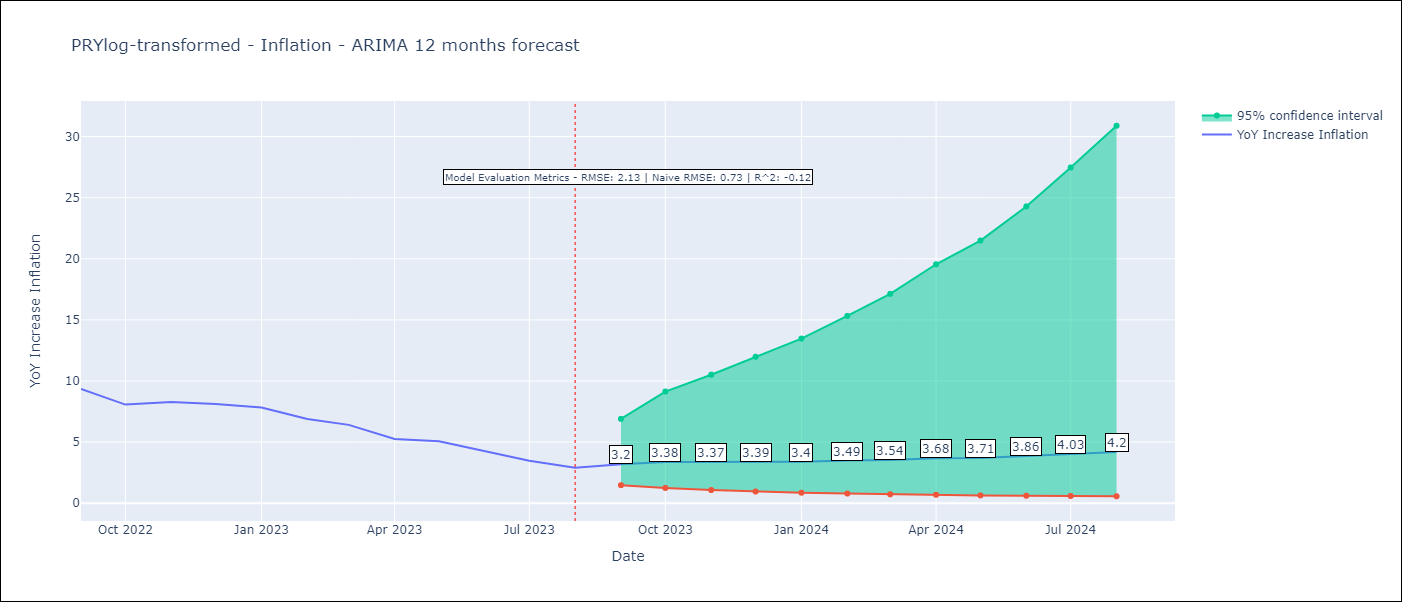 PRYlog-transformed - Inflation - ARIMA 12 months forecast
95% confidence interval
YoY Increase Inflation
Model Evaluation Metrics - RMSE: 2.13 | Naive RMSE: 0.73 | R^2: -0.12
YoY Increase Inflation
30
25
20
15
10
5
0
3.2
3.38
3.37
3.39
3.4
3.49
3.54
3.68
3.71
3.86
4.03
4.2
Oct 2022
Jan 2023
Apr 2023
Jul 2023
Oct 2023
Jan 2024
Apr 2024
Jul 2024
Date